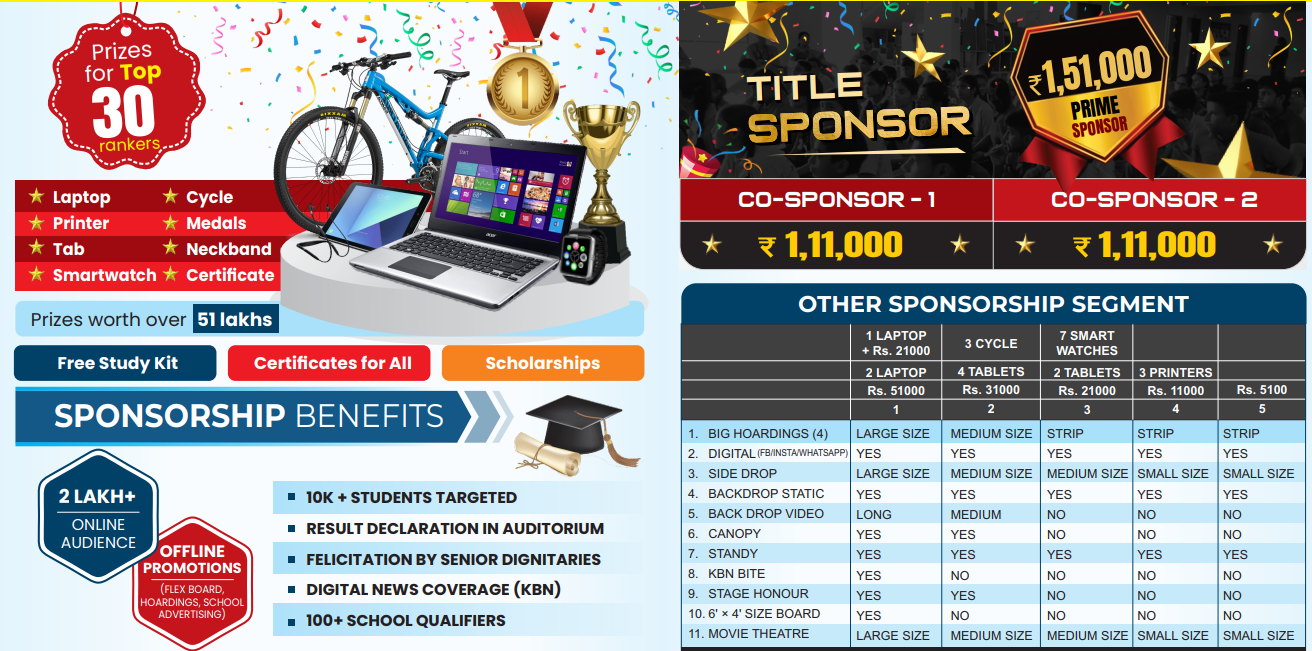 Prizes
for Top
30
rankers
Laptop
Cycle
Printer
Medals
Tab
Neckband
Smartwatch
Certificate
Prizes worth over 51 lakhs
Free Study Kit
Certificates for All
Scholarships
SPONSORSHIP BENEFITS
2 LAKH+
ONLINE
AUDIENCE
OFFLINE
PROMOTIONS
(FLEX BOARD,
HOARDINGS, SCHOOL
ADVERTISING)
10K + STUDENTS TARGETED
RESULT DECLARATION IN AUDITORIUM
FELICITATION BY SENIOR DIGNITARIES
DIGITAL NEWS COVERAGE (KBN)
100+ SCHOOL QUALIFIERS
1
Start
acer
TITLE
SPONSOR
₹1,51,000
PRIME
SPONSOR
CO-SPONSOR - 1
CO-SPONSOR - 2
₹ 1,11,000
₹ 1,11,000
OTHER SPONSORSHIP SEGMENT
1 LAPTOP + Rs. 21000 3 CYCLE 7 SMART WATCHES
2 LAPTOP 4 TABLETS 2 TABLETS 3 PRINTERS
Rs. 51000 Rs. 31000 Rs. 21000 Rs. 11000 Rs. 5100
1 2 3 4 5
1. BIG HOARDINGS (4) LARGE SIZE MEDIUM SIZE STRIP STRIP STRIP
2. DIGITAL (FB/INSTA/WHATSAPP) YES YES YES YES YES
3. SIDE DROP LARGE SIZE MEDIUM SIZE MEDIUM SIZE SMALL SIZE SMALL SIZE
4. BACKDROP STATIC YES YES YES YES YES
5. BACK DROP VIDEO LONG MEDIUM NO NO NO
6. CANOPY YES YES NO NO NO
7. STANDY YES YES YES YES YES
8. KBN BITE YES NO NO NO NO
9. STAGE HONOUR YES YES NO NO NO
10. 6' × 4' SIZE BOARD YES NO NO NO NO
11. MOVIE THEATRE LARGE SIZE MEDIUM SIZE MEDIUM SIZE SMALL SIZE SMALL SIZE